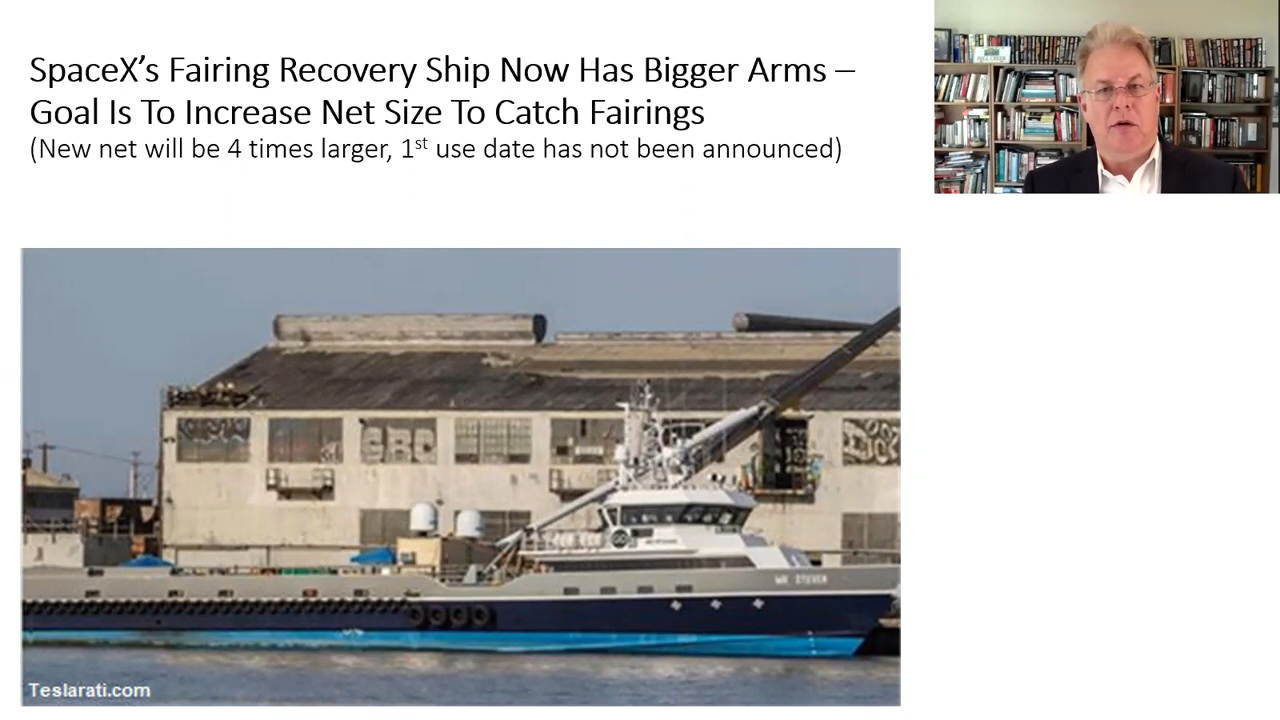 SpaceX’s Fairing Recovery Ship Now Has Bigger Arms –
Goal Is To Increase Net Size To Catch Fairings
(New net will be 4 times larger, 1st use date has not been announced)
MR STEVEN
Teslarati.com